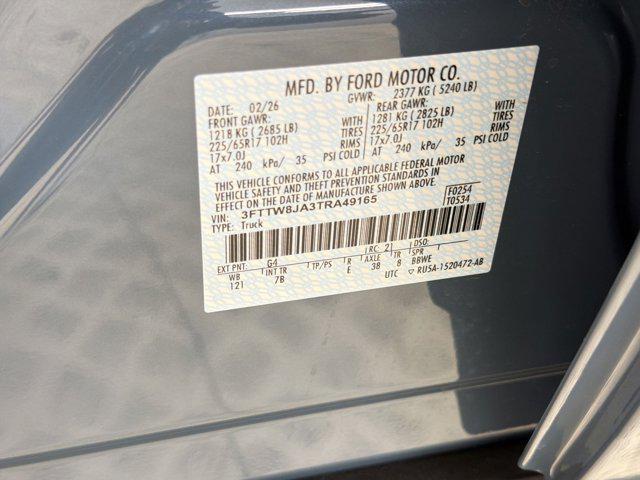 MFD. BY FORD MOTOR CO.
DATE: 02/26 GVWR: 2377 KG ( 5240 LB)
FRONT GAWR: REAR GAWR:
1218 KG ( 2685 LB) WITH 1281 KG ( 2825 LB) WITH
225/65R17 102H TIRES 225/65R17 102H TIRES
17x7.0J RIMS 17x7.0J RIMS
AT 240 kPa/ 35 PSI COLD AT 240 kPa/ 35 PSI COLD
THIS VEHICLE CONFORMS TO ALL APPLICABLE FEDERAL MOTOR
VEHICLE SAFETY AND THEFT PREVENTION STANDARDS IN
EFFECT ON THE DATE OF MANUFACTURE SHOWN ABOVE.
VIN: 3FTTW8JA3TRA49165 F0254
TYPE: Truck T0534
EXT PNT: G4 RC: 21 DSO:
WB INT TR TP/PS R AXLE TR SPR
121 7B E 38 8 BBWE
UTC ▽ RU5A-1520472-AB